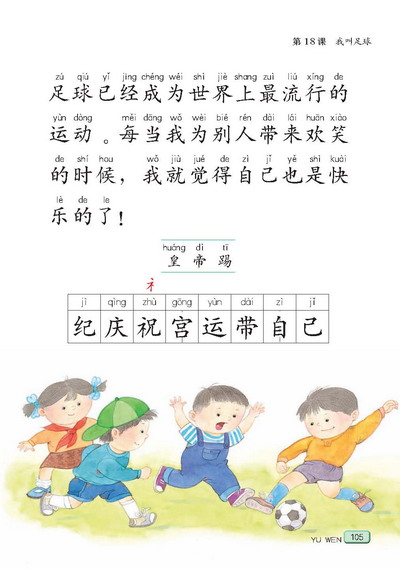 第18课 我叫足球
zú qiú yǐ jīng chéng wéi shì jiè shang zuì liú xíng de
足球已经成为世界上最流行的
yùn dòng měi dāng wǒ wèi bié rén dài lái huān xiào
运动。每当我为别人带来欢笑
de shí hou wǒ jiù jué de zì jǐ yě shì kuài
的时候，我就觉得自己也是快
lè de le
乐的了！
huáng dì tī
皇帝踢
礻
jì qìng zhù gōng yùn dài zì jǐ
纪庆祝宫运带自己
YU WEN 105